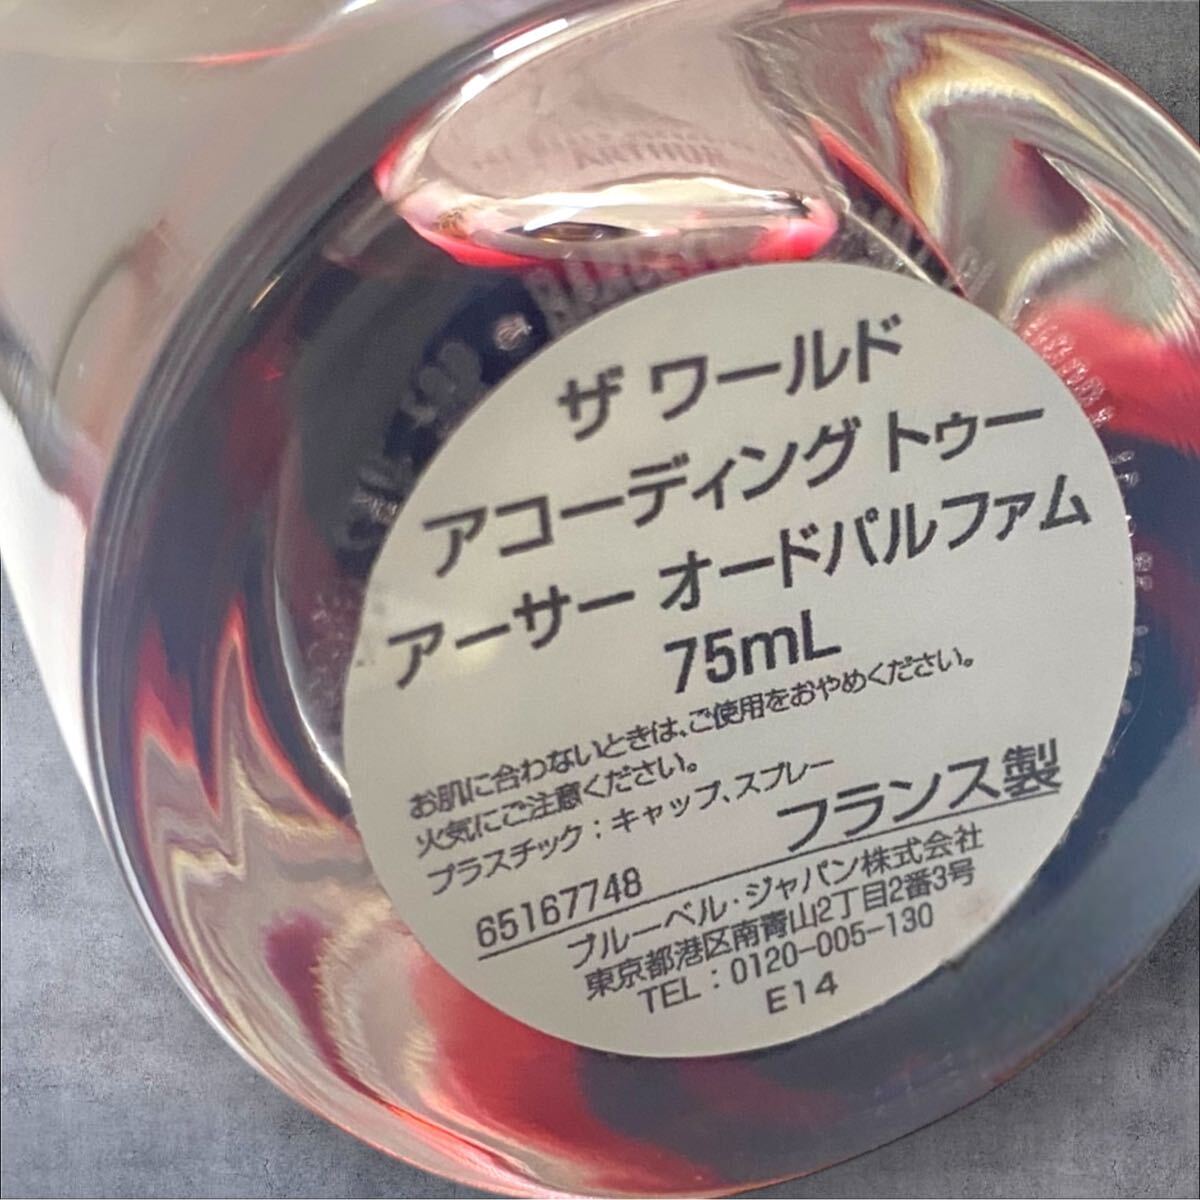 ARTHUR
ザ ワールド
アコーディング トゥー
アーサー オードパルファム
75mL
お肌に合わないときは、ご使用をおやめください。
火気にご注意ください。
プラスチック：キャップ、スプレー
フランス製
65167748
ブルーベル・ジャパン株式会社
東京都港区南青山2丁目2番3号
TEL：0120-005-130
E14